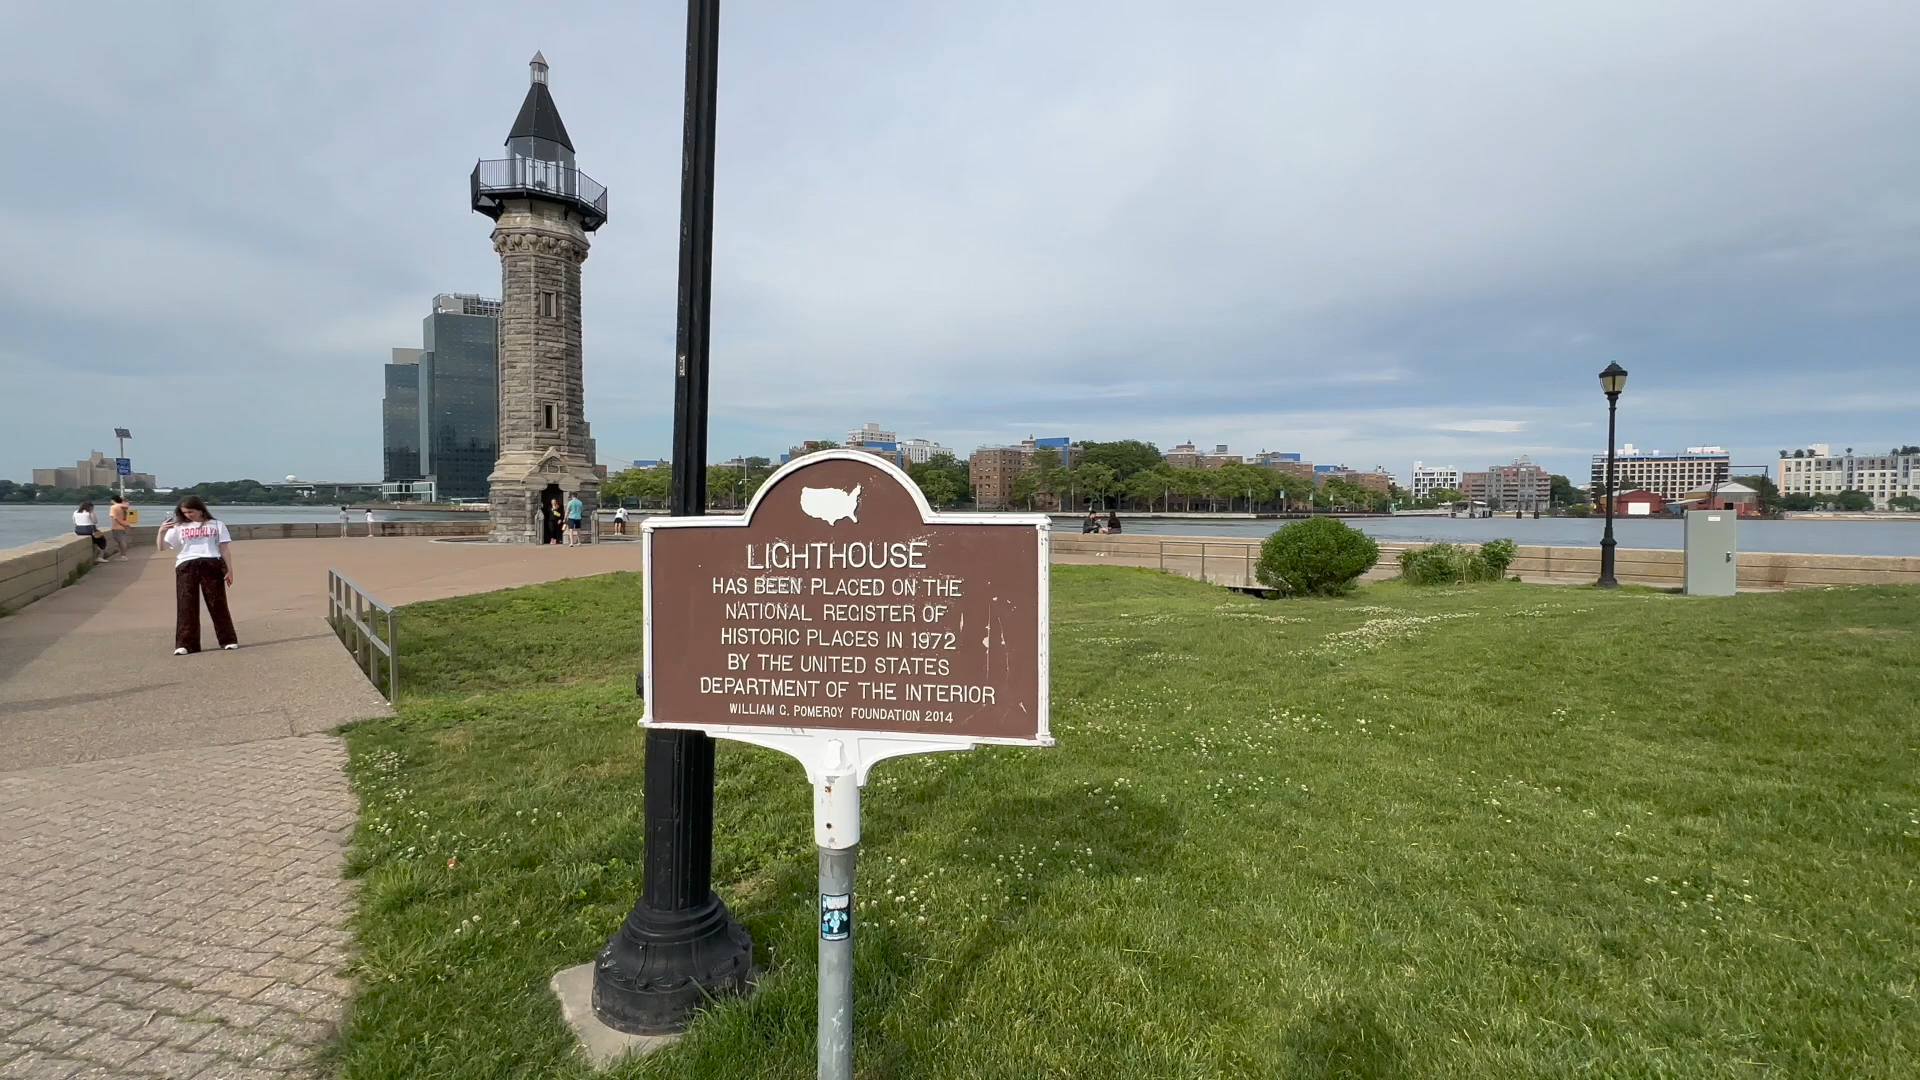 LIGHTHOUSE
HAS BEEN PLACED ON THE
NATIONAL REGISTER OF
HISTORIC PLACES IN 1972
BY THE UNITED STATES
DEPARTMENT OF THE INTERIOR
WILLIAM G. POMEROY FOUNDATION 2014
BROOKLYN